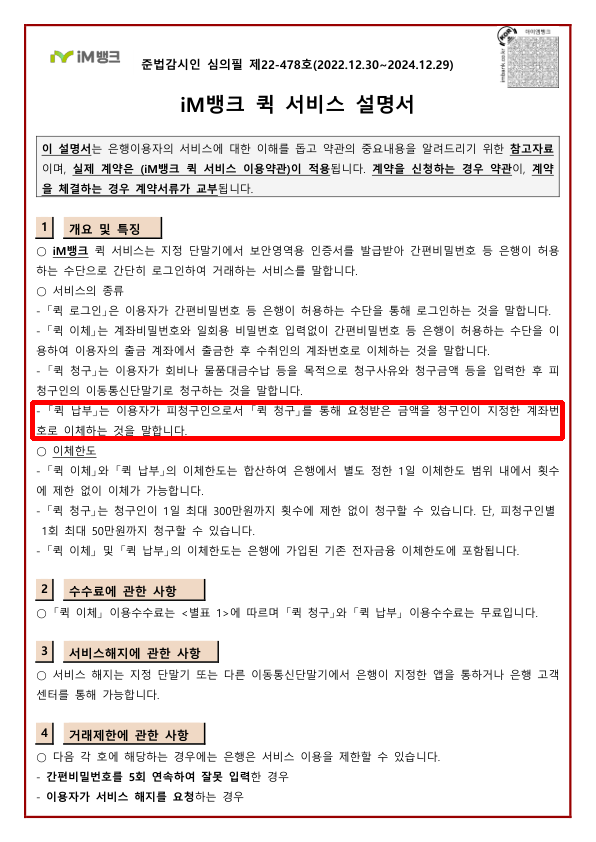 iM뱅크
준법감시인 심의필 제22-478호(2022.12.30~2024.12.29)
아이엠뱅크
imbank.co.kr
iM뱅크 퀵 서비스 설명서
이 설명서는 은행이용자의 서비스에 대한 이해를 돕고 약관의 중요내용을 알려드리기 위한 참고자료
이며, 실제 계약은 (iM뱅크 퀵 서비스 이용약관)이 적용됩니다. 계약을 신청하는 경우 약관이, 계약
을 체결하는 경우 계약서류가 교부됩니다.
1 개요 및 특징
○ iM뱅크 퀵 서비스는 지정 단말기에서 보안영역용 인증서를 발급받아 간편비밀번호 등 은행이 허용
하는 수단으로 간단히 로그인하여 거래하는 서비스를 말합니다.
○ 서비스의 종류
- 「퀵 로그인」은 이용자가 간편비밀번호 등 은행이 허용하는 수단을 통해 로그인하는 것을 말합니다.
- 「퀵 이체」는 계좌비밀번호와 일회용 비밀번호 입력없이 간편비밀번호 등 은행이 허용하는 수단을 이
용하여 이용자의 출금 계좌에서 출금한 후 수취인의 계좌번호로 이체하는 것을 말합니다.
- 「퀵 청구」는 이용자가 회비나 물품대금수납 등을 목적으로 청구사유와 청구금액 등을 입력한 후 피
청구인의 이동통신단말기로 청구하는 것을 말합니다.
- 「퀵 납부」는 이용자가 피청구인으로서 「퀵 청구」를 통해 요청받은 금액을 청구인이 지정한 계좌번
호로 이체하는 것을 말합니다.
○ 이체한도
- 「퀵 이체」와 「퀵 납부」의 이체한도는 합산하여 은행에서 별도 정한 1일 이체한도 범위 내에서 횟수
에 제한 없이 이체가 가능합니다.
- 「퀵 청구」는 청구인이 1일 최대 300만원까지 횟수에 제한 없이 청구할 수 있습니다. 단, 피청구인별
1회 최대 50만원까지 청구할 수 있습니다.
- 「퀵 이체」 및 「퀵 납부」의 이체한도는 은행에 가입된 기존 전자금융 이체한도에 포함됩니다.
2 수수료에 관한 사항
○ 「퀵 이체」 이용수수료는 <별표 1>에 따르며 「퀵 청구」와 「퀵 납부」 이용수수료는 무료입니다.
3 서비스해지에 관한 사항
○ 서비스 해지는 지정 단말기 또는 다른 이동통신단말기에서 은행이 지정한 앱을 통하거나 은행 고객
센터를 통해 가능합니다.
4 거래제한에 관한 사항
○ 다음 각 호에 해당하는 경우에는 은행은 서비스 이용을 제한할 수 있습니다.
- 간편비밀번호를 5회 연속하여 잘못 입력한 경우
- 이용자가 서비스 해지를 요청하는 경우